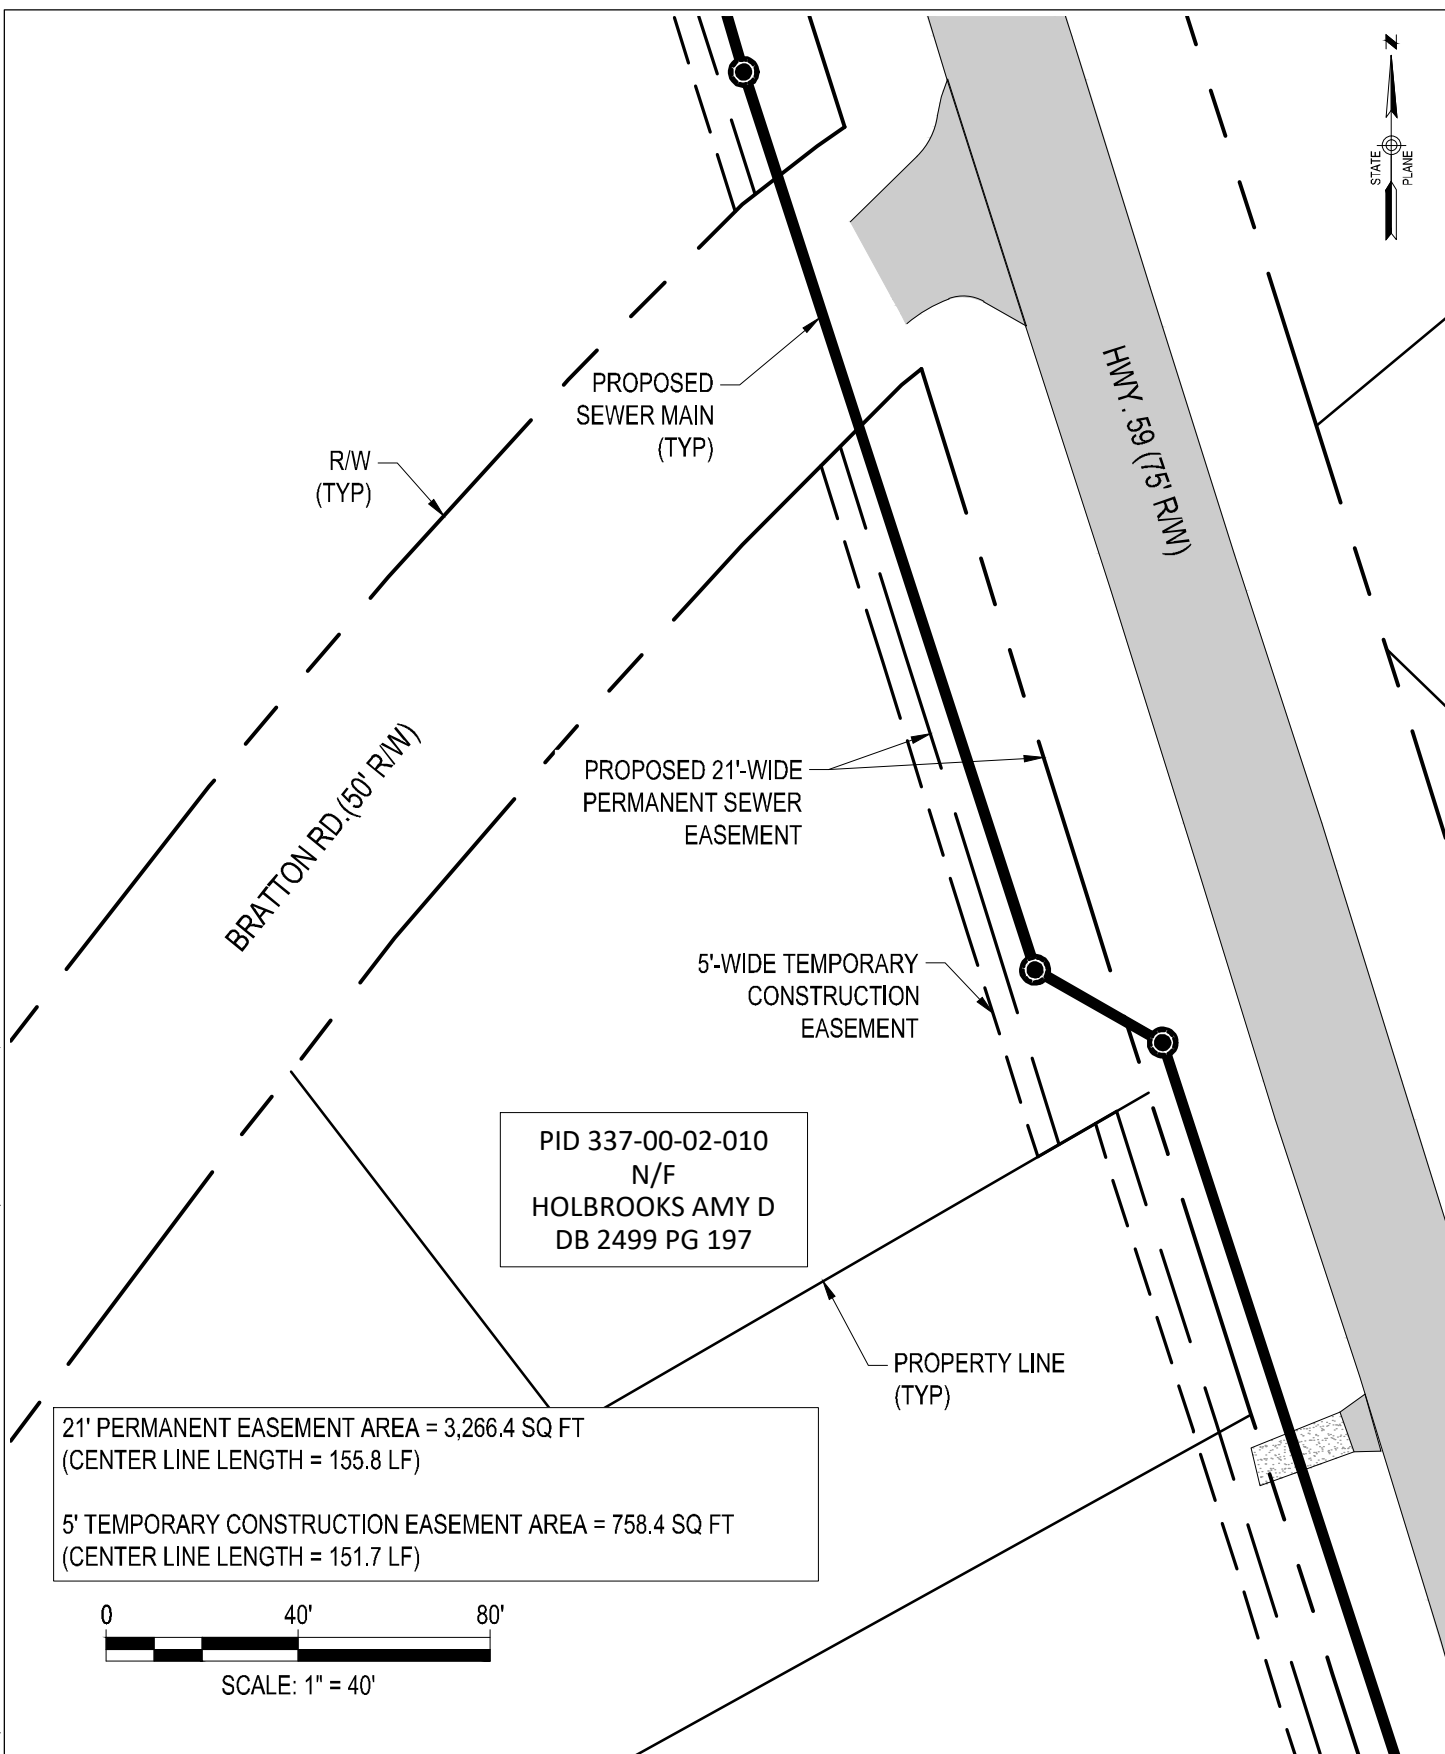 N
STATE
PLANE
PROPOSED
SEWER MAIN
(TYP)
R/W
(TYP)
HWY. 59 (75' R/W)
BRATTON RD.(50' R/W)
PROPOSED 21'-WIDE
PERMANENT SEWER
EASEMENT
5'-WIDE TEMPORARY
CONSTRUCTION
EASEMENT
PID 337-00-02-010
N/F
HOLBROOKS AMY D
DB 2499 PG 197
PROPERTY LINE
(TYP)
21' PERMANENT EASEMENT AREA = 3,266.4 SQ FT
(CENTER LINE LENGTH = 155.8 LF)
5' TEMPORARY CONSTRUCTION EASEMENT AREA = 758.4 SQ FT
(CENTER LINE LENGTH = 151.7 LF)
0 40' 80'
SCALE: 1" = 40'